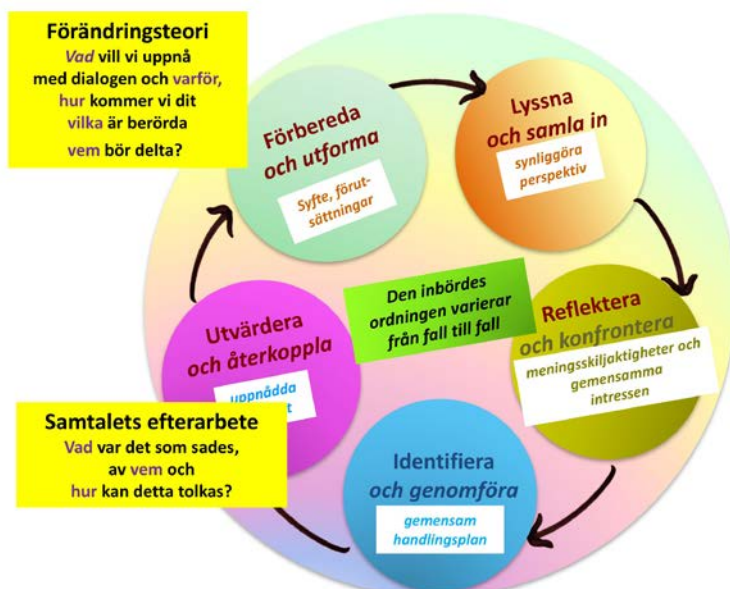 Förändringsteori
Vad vill vi uppnå
med dialogen och varför,
hur kommer vi dit
vilka är berörda
vem bör delta?
Förbereda
och utforma
Syfte, förut-
sättningar
Lyssna
och samla in
synliggöra
perspektiv
Reflektera
och konfrontera
meningsskiljaktigheter och
gemensamma
intressen
Den inbördes
ordningen varierar
från fall till fall
Identifiera
och genomföra
gemensam
handlingsplan
Utvärdera
och återkoppla
uppnådda
Samtalets efterarbete
Vad var det som sades,
av vem och
hur kan detta tolkas?